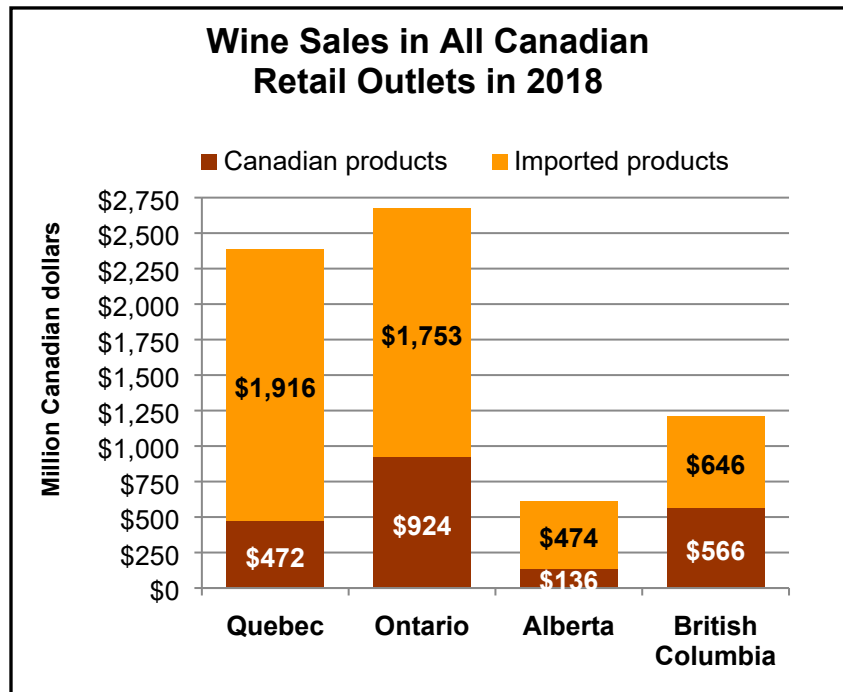 Wine Sales in All Canadian
Retail Outlets in 2018
Canadian products
Imported products
Million Canadian dollars
$2,750
$2,500
$2,250
$2,000
$1,750
$1,500
$1,250
$1,000
$750
$500
$250
$0
$1,916
$472
$1,753
$924
$474
$136
$646
$566
Quebec
Ontario
Alberta
British
Columbia